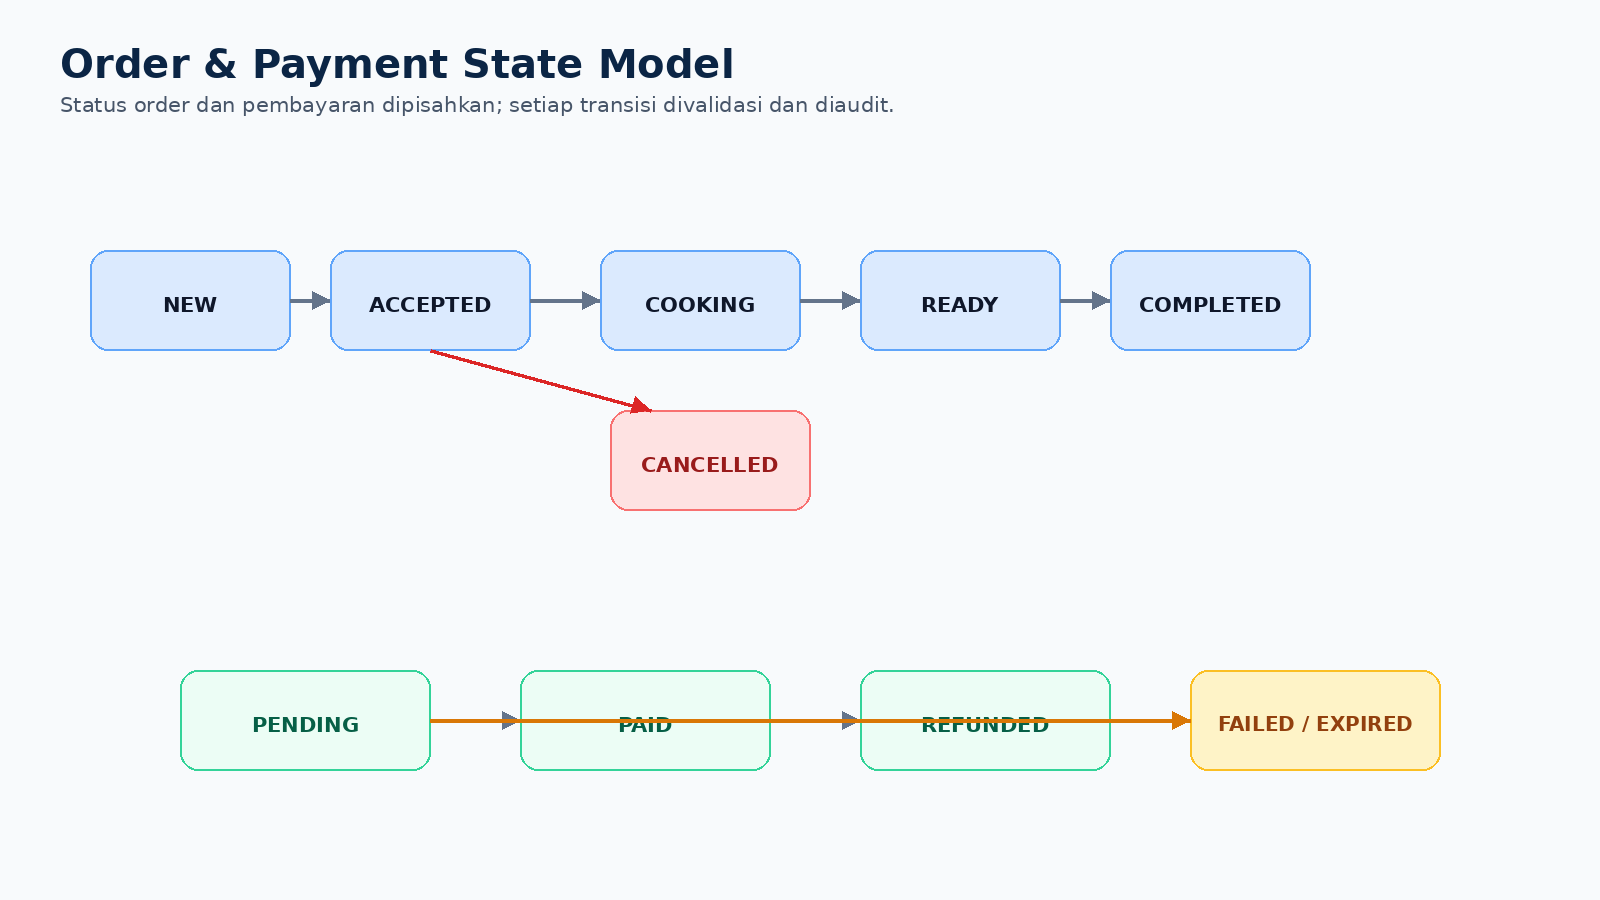 Order & Payment State Model
Status order dan pembayaran dipisahkan; setiap transisi divalidasi dan diaudit.
NEW
ACCEPTED
COOKING
READY
COMPLETED
CANCELLED
PENDING
PAID
REFUNDED
FAILED / EXPIRED